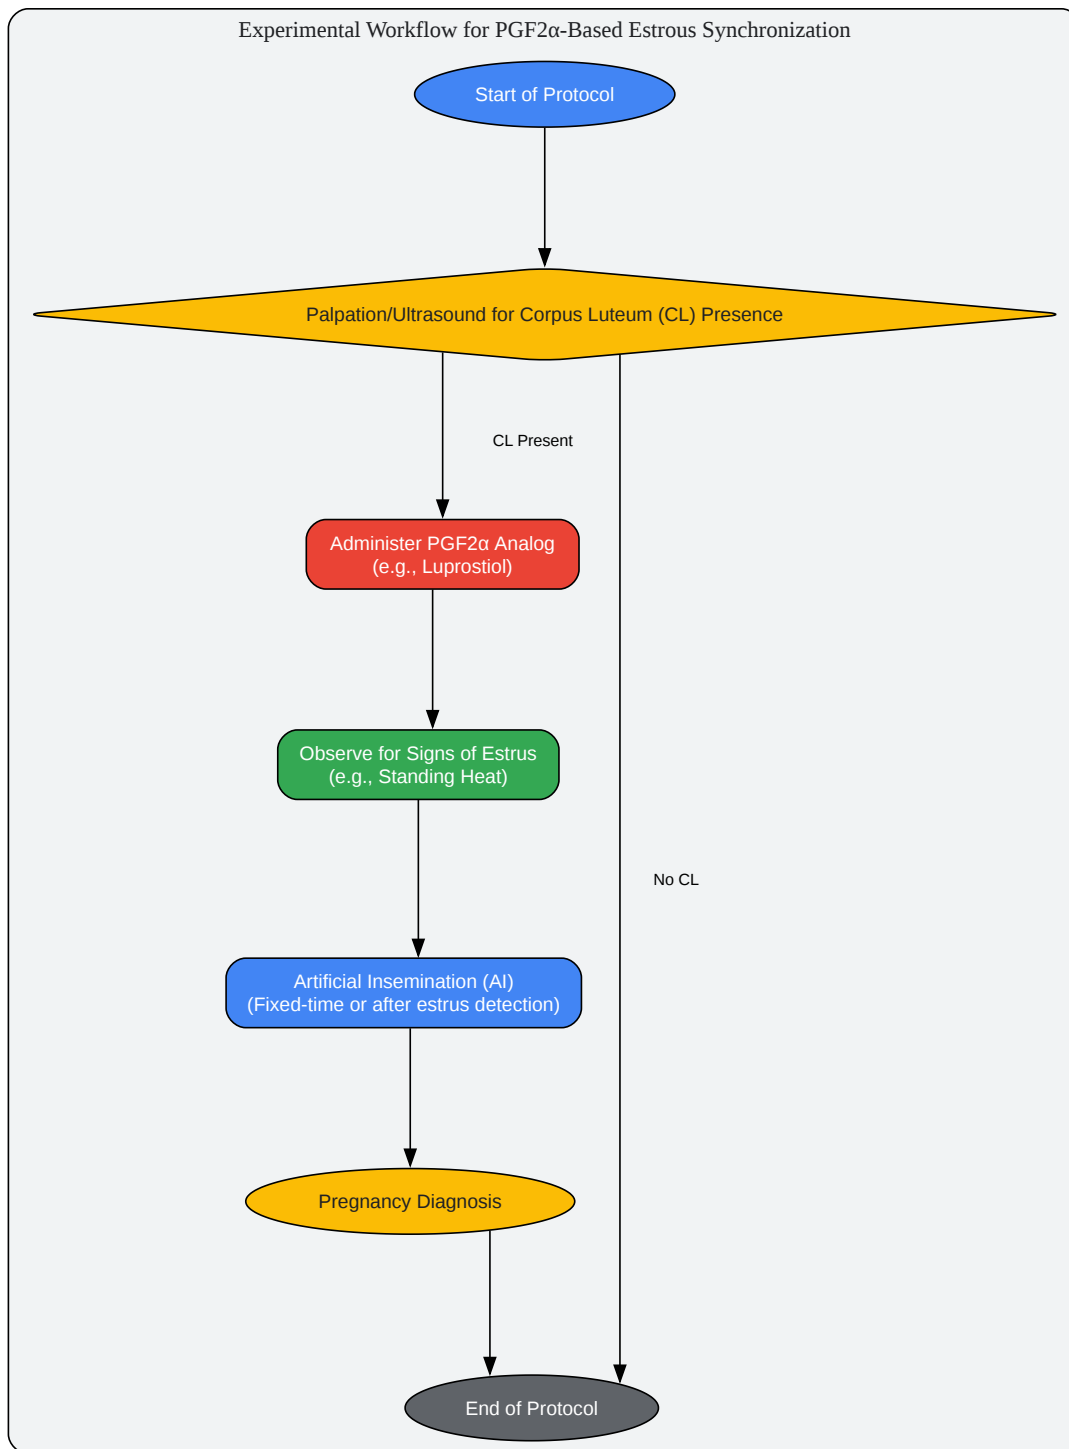 Experimental Workflow for PGF2α-Based Estrous Synchronization
Start of Protocol
Palpation/Ultrasound for Corpus Luteum (CL) Presence
CL Present
Administer PGF2α Analog
(e.g., Luprostiol)
Observe for Signs of Estrus
(e.g., Standing Heat)
No CL
Artificial Insemination (AI)
(Fixed-time or after estrus detection)
Pregnancy Diagnosis
End of Protocol